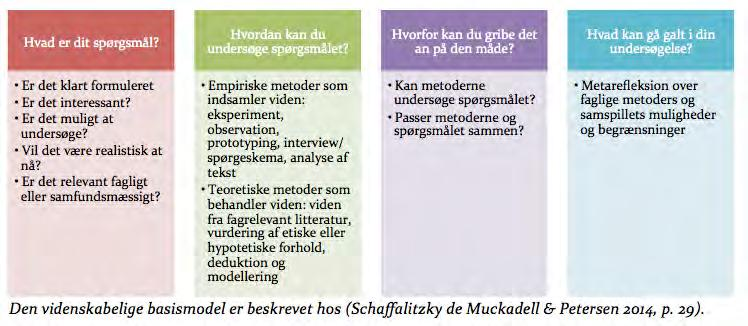 Hvad er dit spørgsmål?
• Er det klart formuleret
• Er det interessant?
• Er det muligt at
undersøge?
• Vil det være realistisk at
nå?
• Er det relevant fagligt
eller samfundsmæssigt?
Hvordan kan du
undersøge spørgsmålet?
• Empiriske metoder som
indsamler viden:
eksperiment,
observation,
prototyping, interview/
spørgeskema, analyse af
tekst
• Teoretiske metoder som
behandler viden: viden
fra fagrelevant litteratur,
vurdering af etiske eller
hypotetiske forhold,
deduktion og
modellering
Hvorfor kan du gribe det
an på den måde?
• Kan metoderne
undersøge spørgsmålet?
• Passer metoderne og
spørgsmålet sammen?
Hvad kan gå galt i din
undersøgelse?
• Metarefleksion over
faglige metoders og
samspillets muligheder
og begrænsninger
Den videnskabelige basismodel er beskrevet hos (Schaffalitzky de Muckadell & Petersen 2014, p. 29).